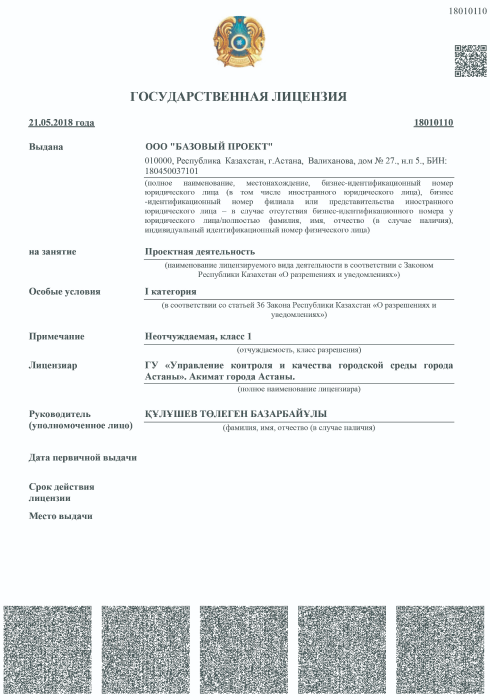 18010110
ГОСУДАРСТВЕННАЯ ЛИЦЕНЗИЯ
21.05.2018 года
18010110
Выдана
ООО "БАЗОВЫЙ ПРОЕКТ"
010000, Республика Казахстан, г.Астана, Валиханова, дом № 27., н.п 5., БИН:
180450037101
(полное наименование, местонахождение, бизнес-идентификационный номер
юридического лица (в том числе иностранного юридического лица), бизнес
-идентификационный номер филиала или представительства иностранного
юридического лица – в случае отсутствия бизнес-идентификационного номера у
юридического лица/полностью фамилия, имя, отчество (в случае наличия),
индивидуальный идентификационный номер физического лица)
на занятие
Проектная деятельность
(наименование лицензируемого вида деятельности в соответствии с Законом
Республики Казахстан «О разрешениях и уведомлениях»)
Особые условия
I категория
(в соответствии со статьей 36 Закона Республики Казахстан «О разрешениях и
уведомлениях»)
Примечание
Неотчуждаемая, класс 1
(отчуждаемость, класс разрешения)
Лицензиар
ГУ «Управление контроля и качества городской среды города
Астаны». Акимат города Астаны.
(полное наименование лицензиара)
Руководитель
(уполномоченное лицо)
ҚҰЛҰШЕВ ТӨЛЕГЕН БАЗАРБАЙҰЛЫ
(фамилия, имя, отчество (в случае наличия)
Дата первичной выдачи
Срок действия
лицензии
Место выдачи